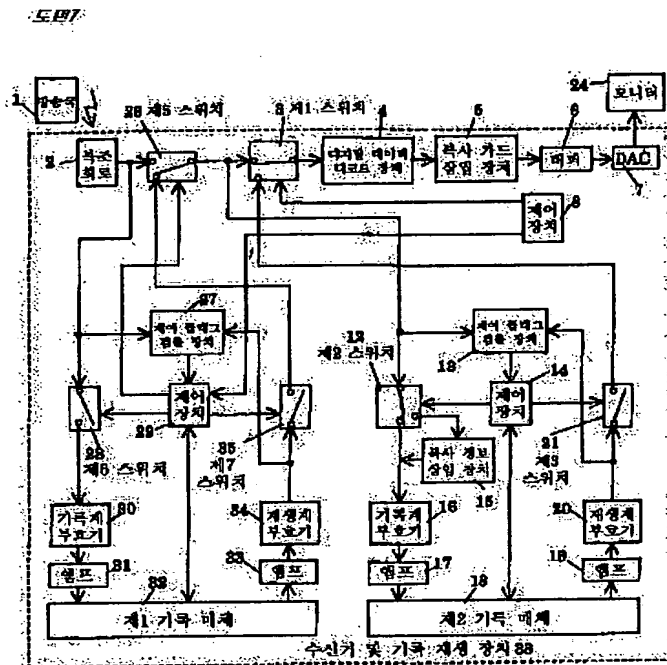 도면7
1
방송국
26 제5 스위치
3 제1 스위치
4
5
6
24
모니터
2
복조
회로
디지털 데이터
디코드 장치
복사 가드
삽입 장치
DAC
7
제어
장치
8
27
제어 플래그
검출 장치
12
제2 스위치
제어 플래그
검출 장치
13
14
제어
장치
29
35
제7
스위치
28
제6 스위치
제어
장치
21
제3
스위치
복사 정보
삽입 장치
15
기록계
부호기
30
34
재생계
부호기
기록계
부호기
16
재생계
부호기
20
앰프
31
33
앰프
앰프
17
19
앰프
32
제1 기록 매체
18
제2 기록 매체
수신기 및 기록 재생 장치